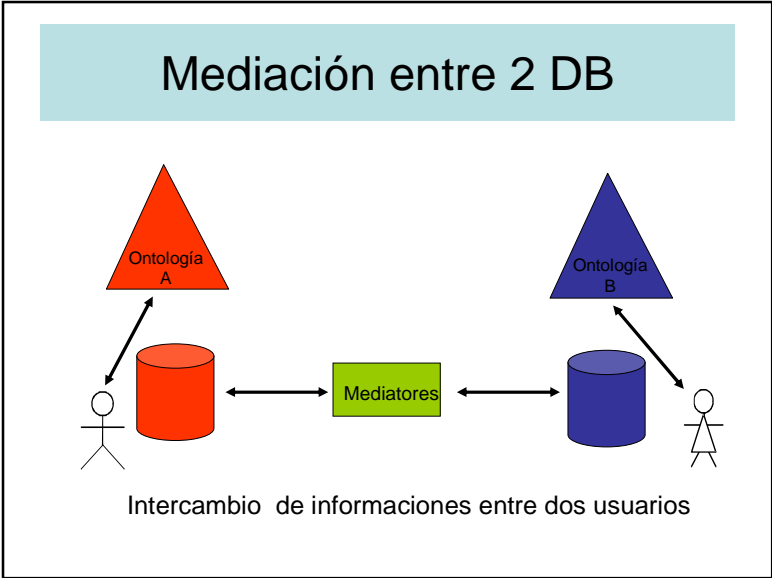 Mediación entre 2 DB
Ontología
A
Ontología
B
Mediatores
Intercambio de informaciones entre dos usuarios